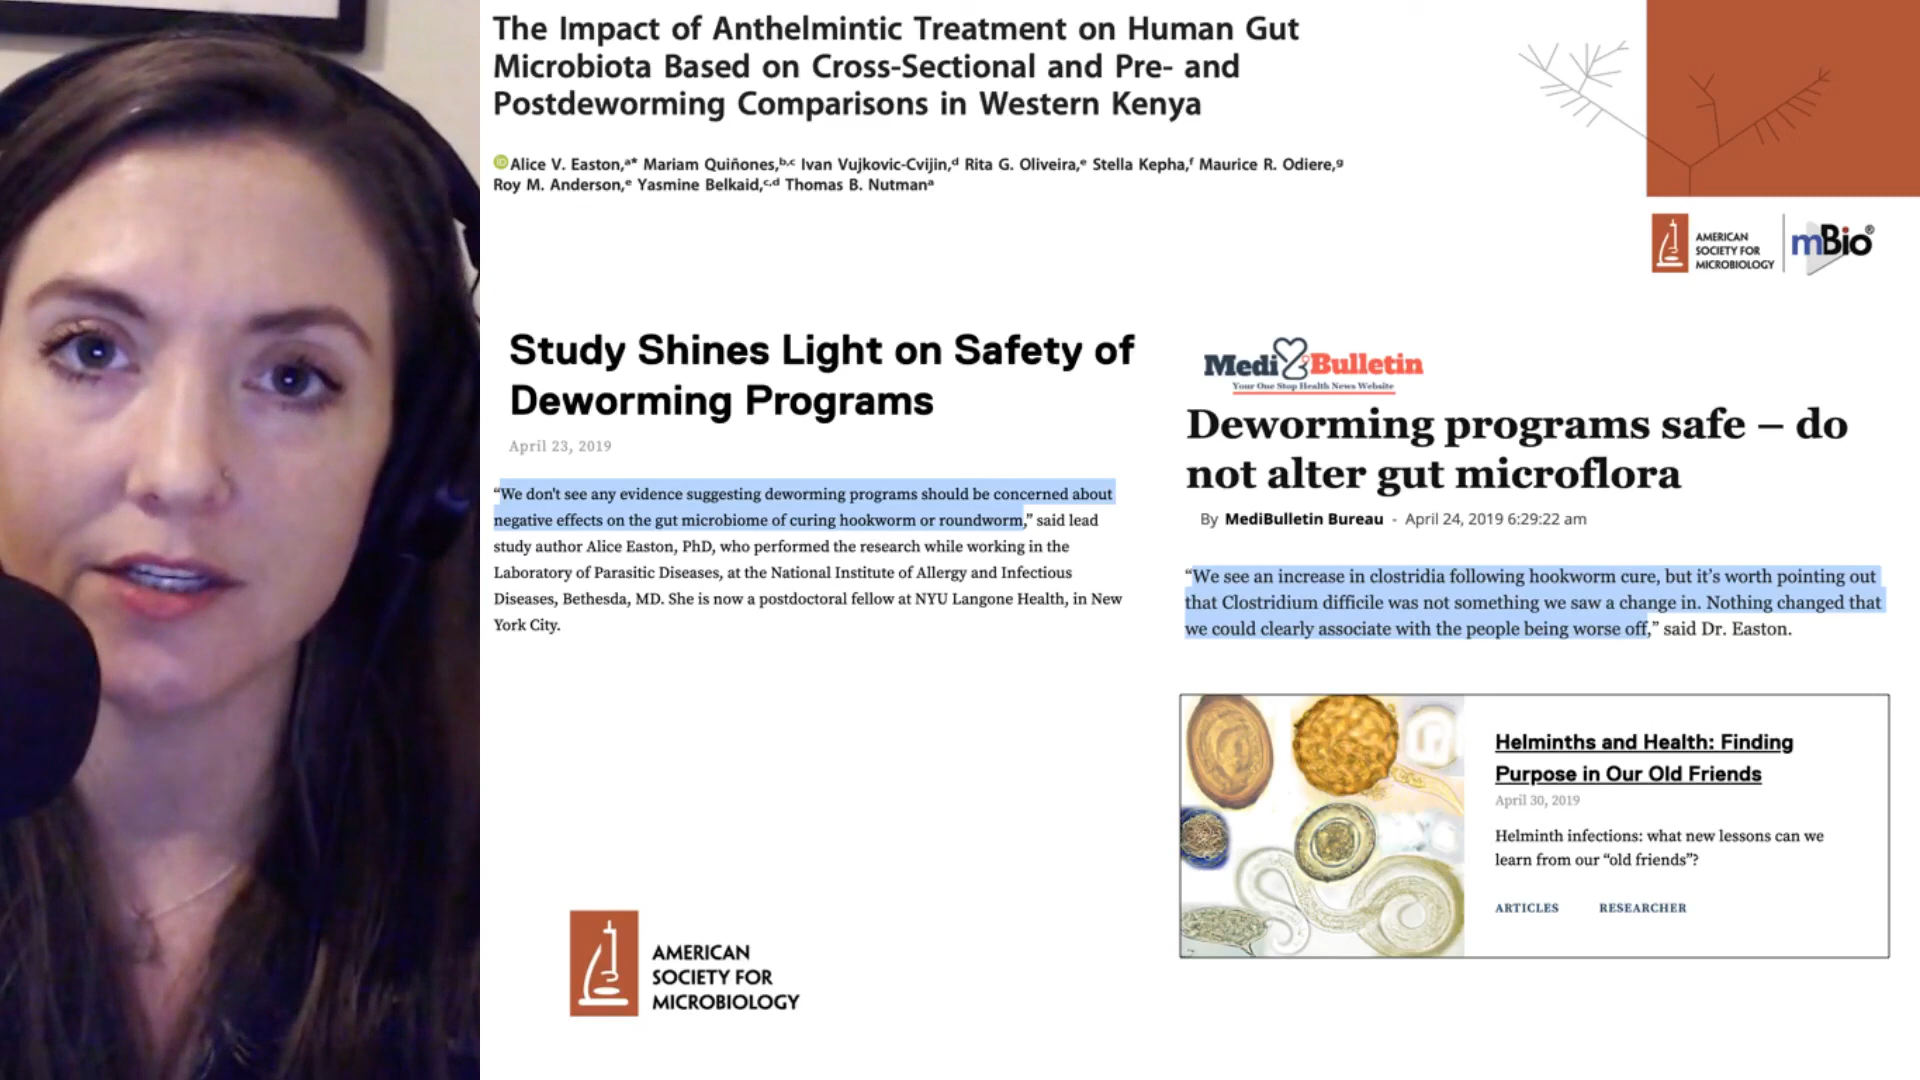 The Impact of Anthelmintic Treatment on Human Gut
Microbiota Based on Cross-Sectional and Pre- and
Postdeworming Comparisons in Western Kenya
iD Alice V. Easton,ᵃ* Mariam Quiñones,ᵇ,ᶜ Ivan Vujkovic-Cvijin,ᵈ Rita G. Oliveira,ᵉ Stella Kepha,ᶠ Maurice R. Odiere,ᵍ
Roy M. Anderson,ᵉ Yasmine Belkaid,ᶜ,ᵈ Thomas B. Nutmanᵃ
AMERICAN
SOCIETY FOR
MICROBIOLOGY
mBio®
Study Shines Light on Safety of
Deworming Programs
April 23, 2019
“We don't see any evidence suggesting deworming programs should be concerned about
negative effects on the gut microbiome of curing hookworm or roundworm,” said lead
study author Alice Easton, PhD, who performed the research while working in the
Laboratory of Parasitic Diseases, at the National Institute of Allergy and Infectious
Diseases, Bethesda, MD. She is now a postdoctoral fellow at NYU Langone Health, in New
York City.
Medi Bulletin
Your One Stop Health News Website
Deworming programs safe – do
not alter gut microflora
By MediBulletin Bureau - April 24, 2019 6:29:22 am
“We see an increase in clostridia following hookworm cure, but it’s worth pointing out
that Clostridium difficile was not something we saw a change in. Nothing changed that
we could clearly associate with the people being worse off,” said Dr. Easton.
Helminths and Health: Finding
Purpose in Our Old Friends
April 30, 2019
Helminth infections: what new lessons can we
learn from our “old friends”?
ARTICLES RESEARCHER
AMERICAN
SOCIETY FOR
MICROBIOLOGY